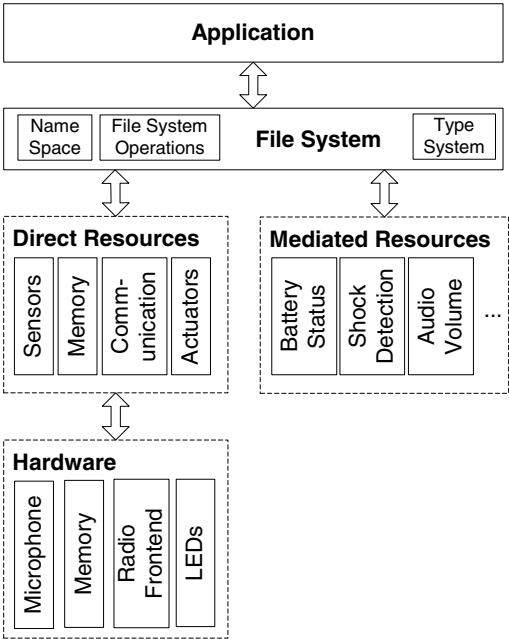 Application
Name
Space
File System
Operations
File System
Type
System
Direct Resources
Sensors
Memory
Comm-
unication
Actuators
Mediated Resources
Battery
Status
Shock
Detection
Audio
Volume
...
Hardware
Microphone
Memory
Radio
Frontend
LEDs